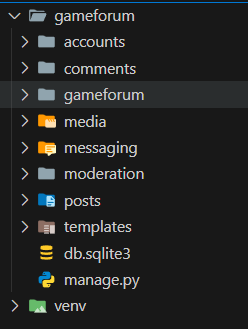 gameforum
accounts
comments
gameforum
media
messaging
moderation
posts
templates
db.sqlite3
manage.py
venv